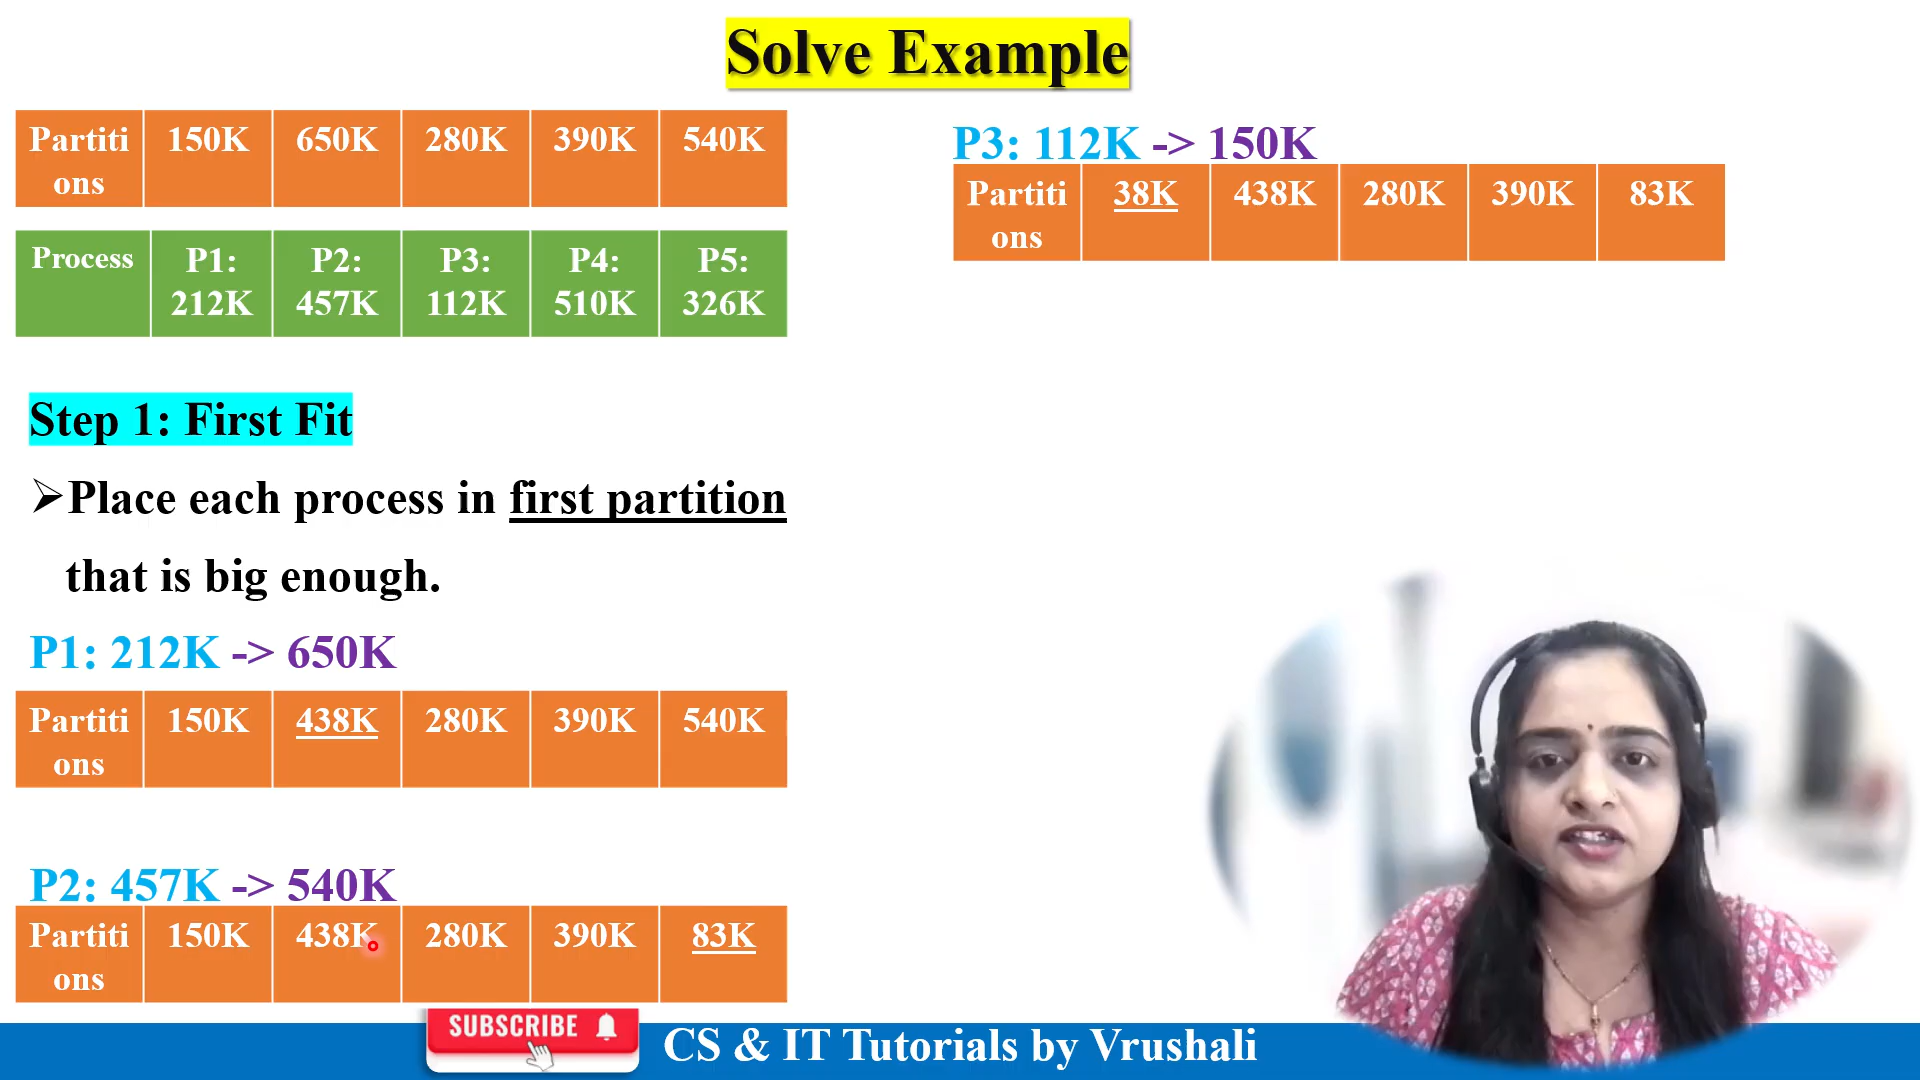 Solve Example
Partiti 150K 650K 280K 390K 540K
ons
Process P1: P2: P3: P4: P5:
212K 457K 112K 510K 326K
Step 1: First Fit
➢Place each process in first partition
that is big enough.
P1: 212K -> 650K
Partiti 150K 438K 280K 390K 540K
ons
P2: 457K -> 540K
Partiti 150K 438K 280K 390K 83K
ons
P3: 112K -> 150K
Partiti 38K 438K 280K 390K 83K
ons
SUBSCRIBE
CS & IT Tutorials by Vrushali